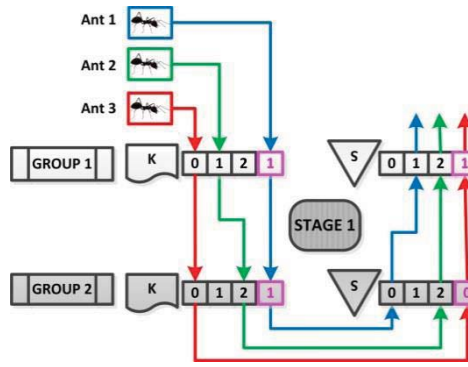 Ant 1
Ant 2
Ant 3
GROUP 1 K 0 1 2 1 S 0 1 2 1
STAGE 1
GROUP 2 K 0 1 2 1 S 0 1 2 0